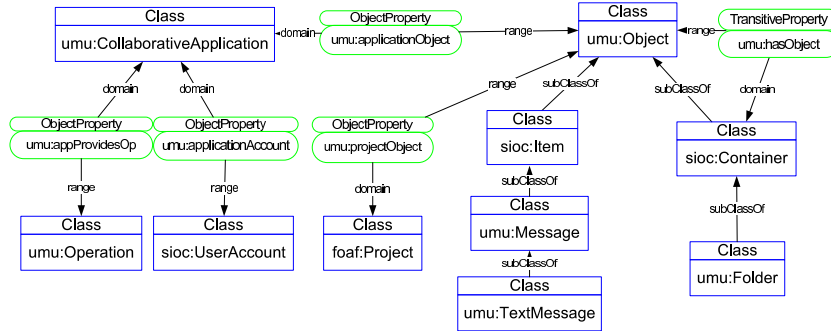 Class
umu:CollaborativeApplication
domain
ObjectProperty
umu:applicationObject
range
Class
umu:Object
range
TransitiveProperty
umu:hasObject
domain
domain
range
subClassOf
subClassOf
domain
ObjectProperty
umu:appProvidesOp
ObjectProperty
umu:applicationAccount
ObjectProperty
umu:projectObject
Class
sioc:Item
Class
sioc:Container
range
range
domain
subClassOf
subClassOf
Class
umu:Operation
Class
sioc:UserAccount
Class
foaf:Project
Class
umu:Message
Class
umu:Folder
subClassOf
Class
umu:TextMessage